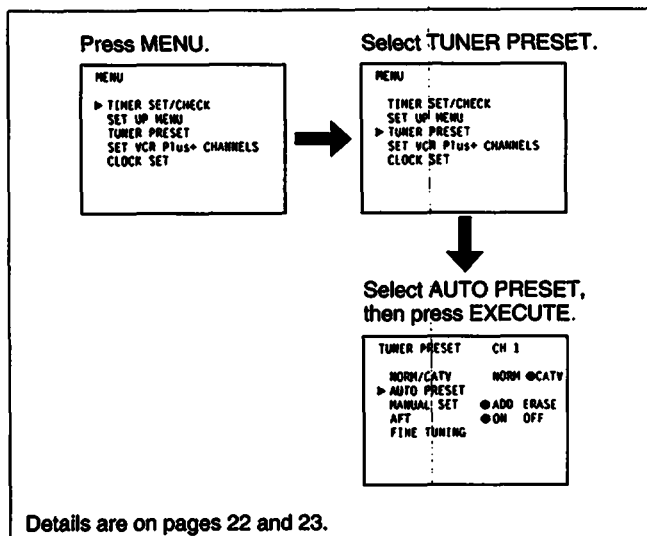 Press MENU.
MENU
▶ TIMER SET/CHECK
SET UP MENU
TUNER PRESET
SET VCR Plus+ CHANNELS
CLOCK SET
Select TUNER PRESET.
MENU
TIMER SET/CHECK
SET UP MENU
▶ TUNER PRESET
SET VCR Plus+ CHANNELS
CLOCK SET
Select AUTO PRESET,
then press EXECUTE.
TUNER PRESET CH 1
NORM/CATV NORM ●CATV
▶ AUTO PRESET
MANUAL SET ●ADD ERASE
AFT ●ON OFF
FINE TUNING
Details are on pages 22 and 23.